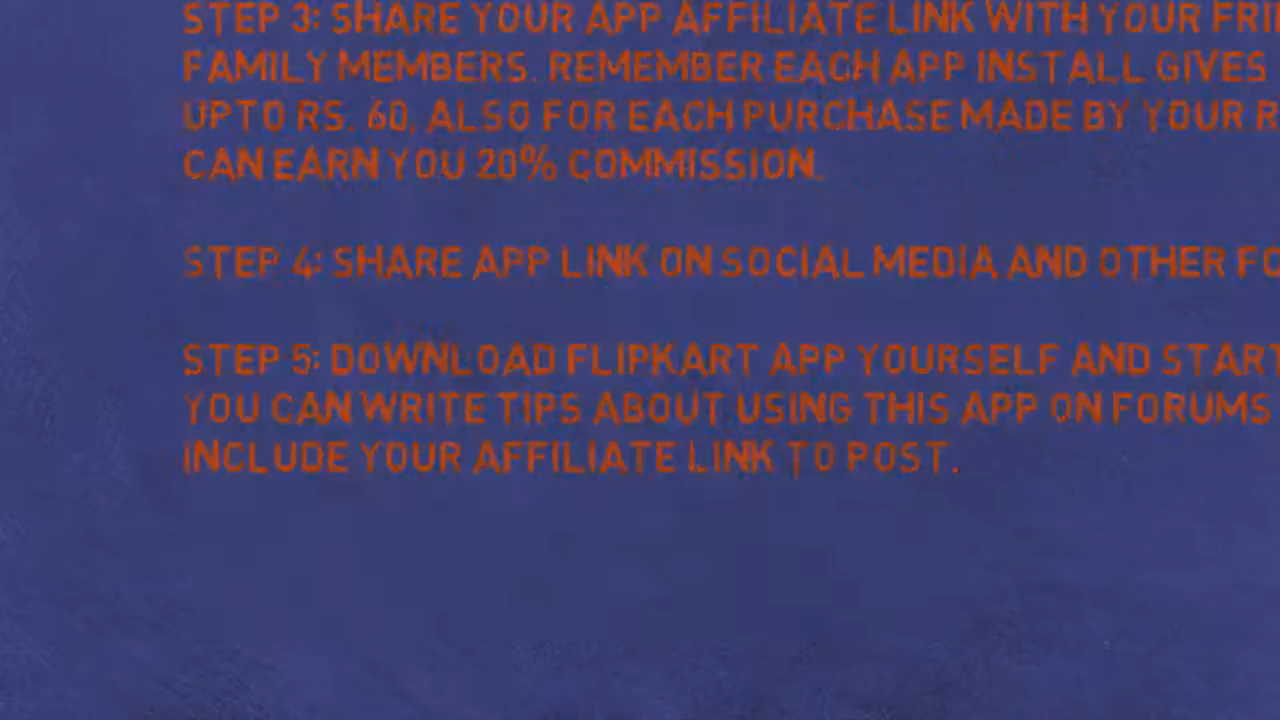 STEP 3: SHARE YOUR APP AFFILIATE LINK WITH YOUR
FAMILY MEMBERS. REMEMBER EACH APP INSTALL GIVES
UPTO RS. 60. ALSO FOR EACH PURCHASE MADE BY YOUR
CAN EARN YOU 20% COMMISSION.
STEP 4: SHARE APP LINK ON SOCIAL MEDIA AND OTHER
STEP 5: DOWNLOAD FLIPKART APP YOURSELF AND START
YOU CAN WRITE TIPS ABOUT USING THIS APP ON FORUMS
INCLUDE YOUR AFFILIATE LINK TO POST.